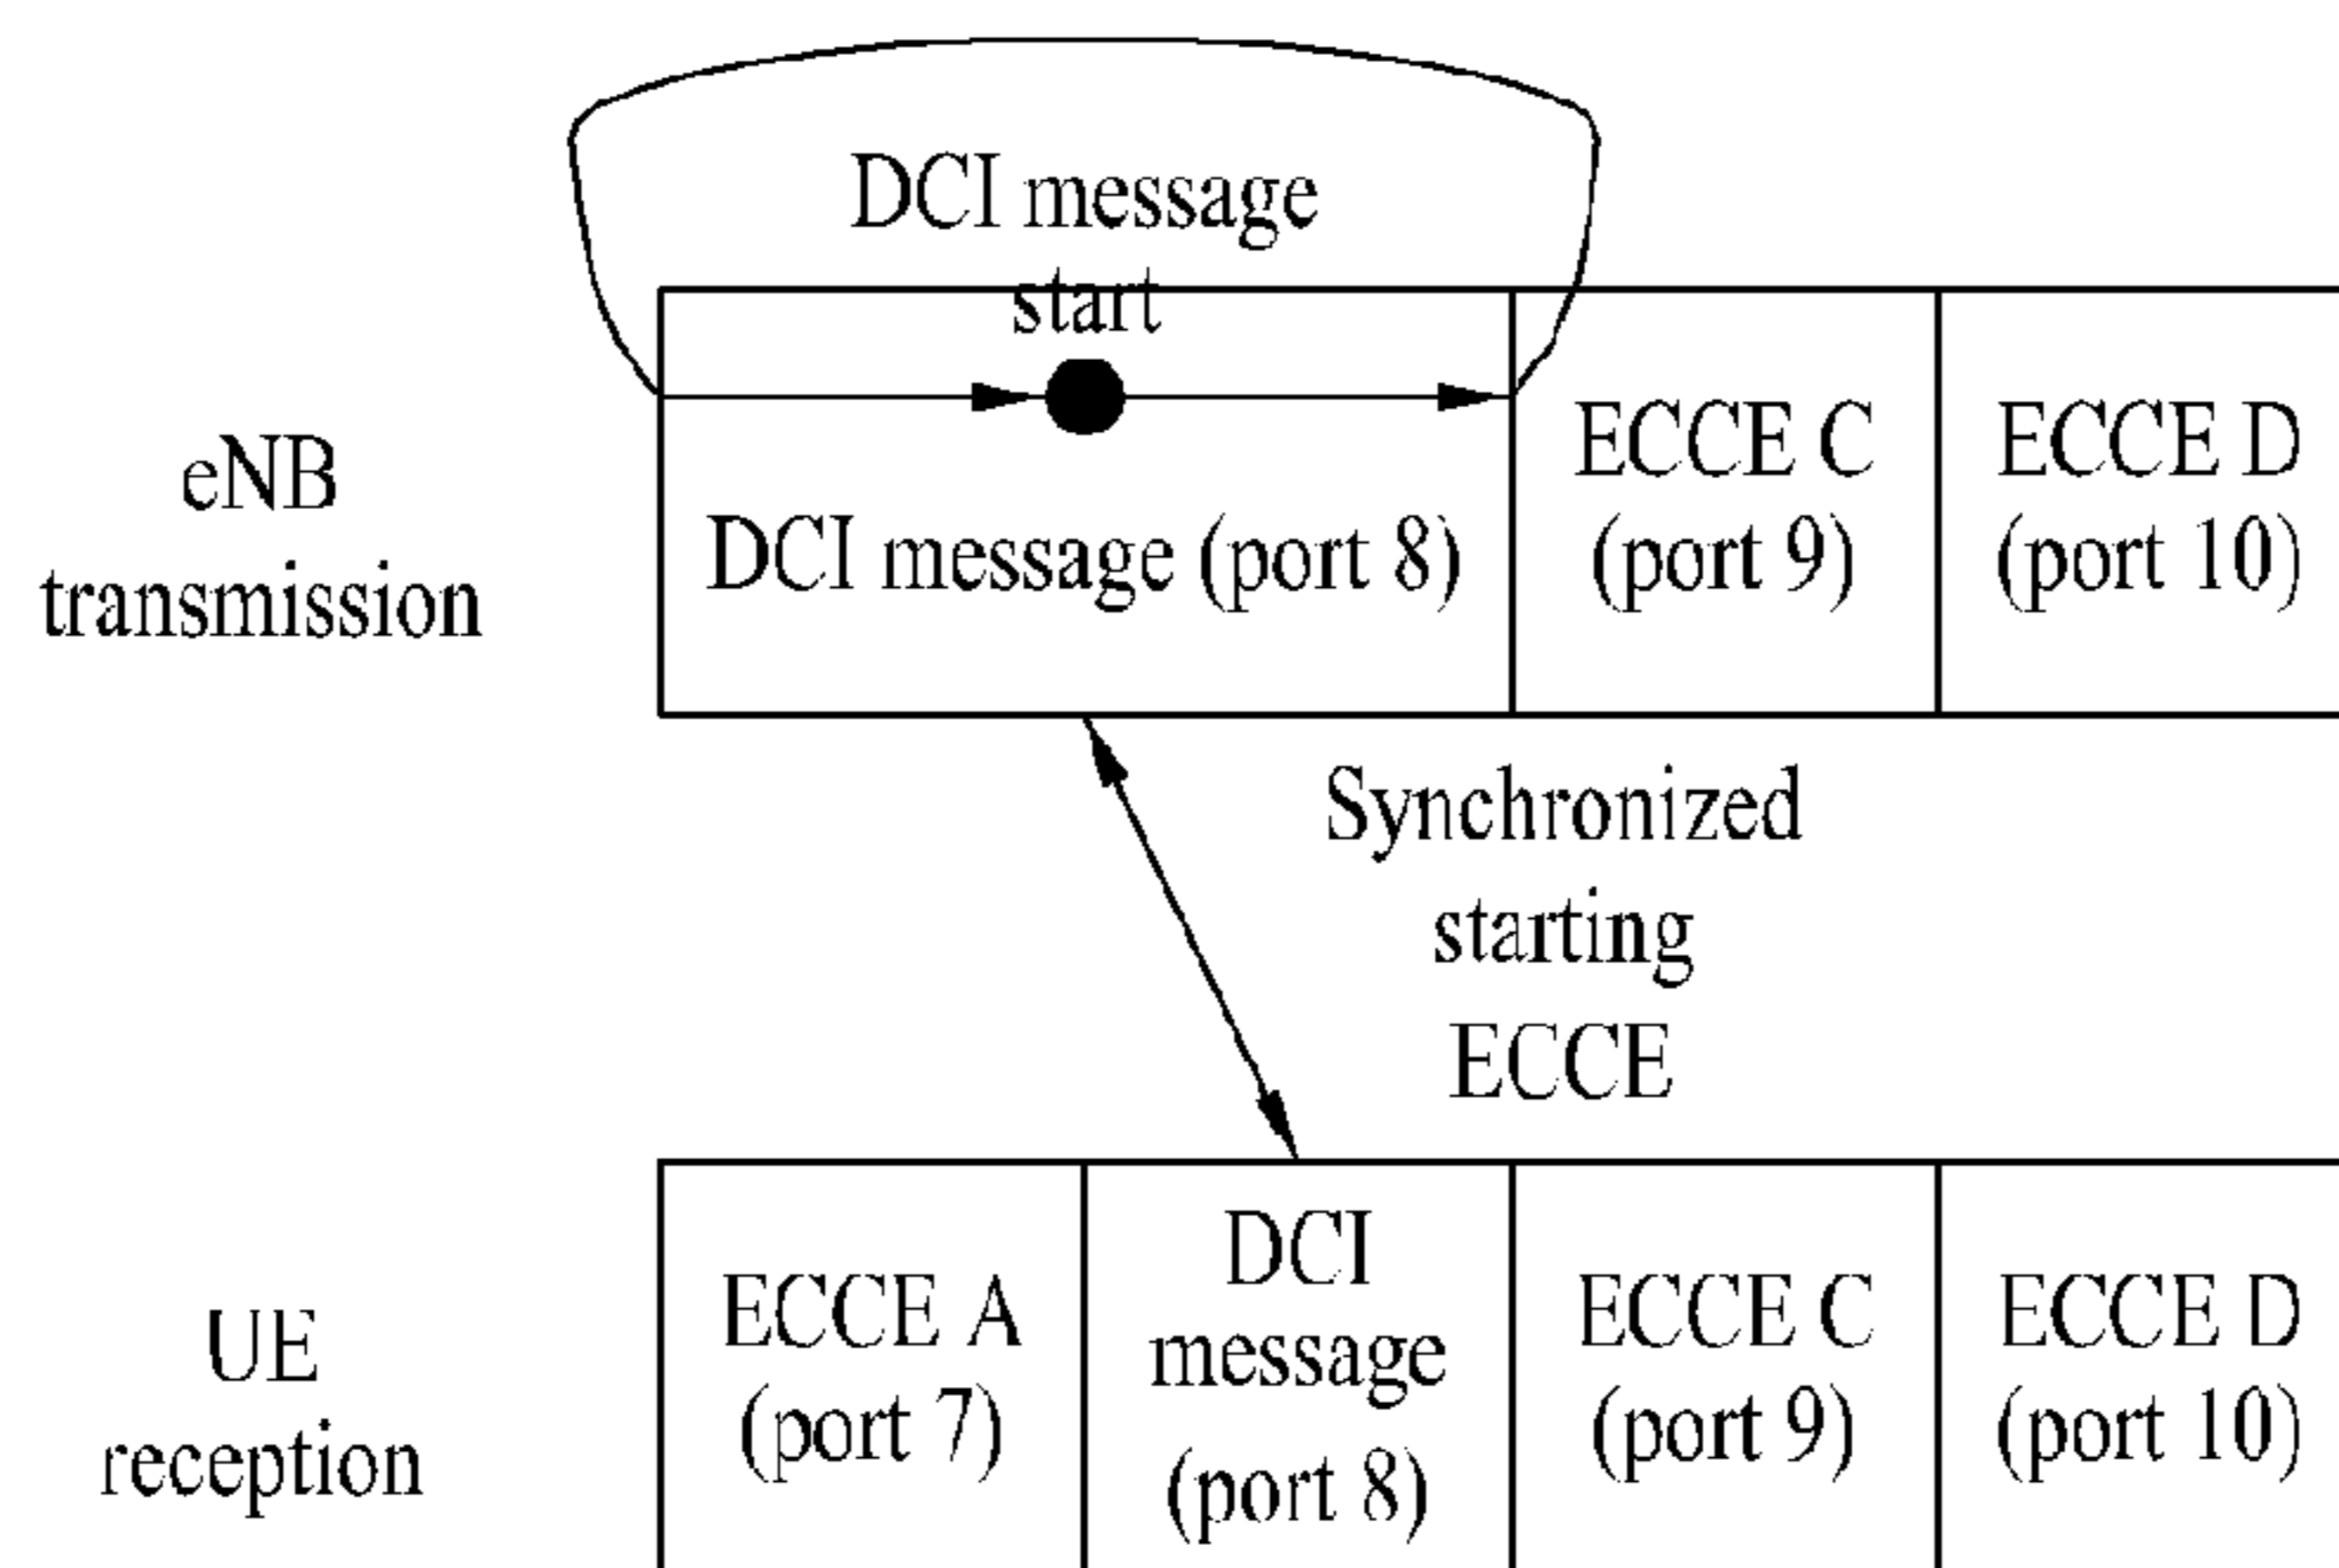 DCI message
start
eNB
transmission
DCI message (port 8)
ECCE C
(port 9)
ECCE D
(port 10)
Synchronized
starting
ECCE
UE
reception
ECCE A
(port 7)
DCI
message
(port 8)
ECCE C
(port 9)
ECCE D
(port 10)